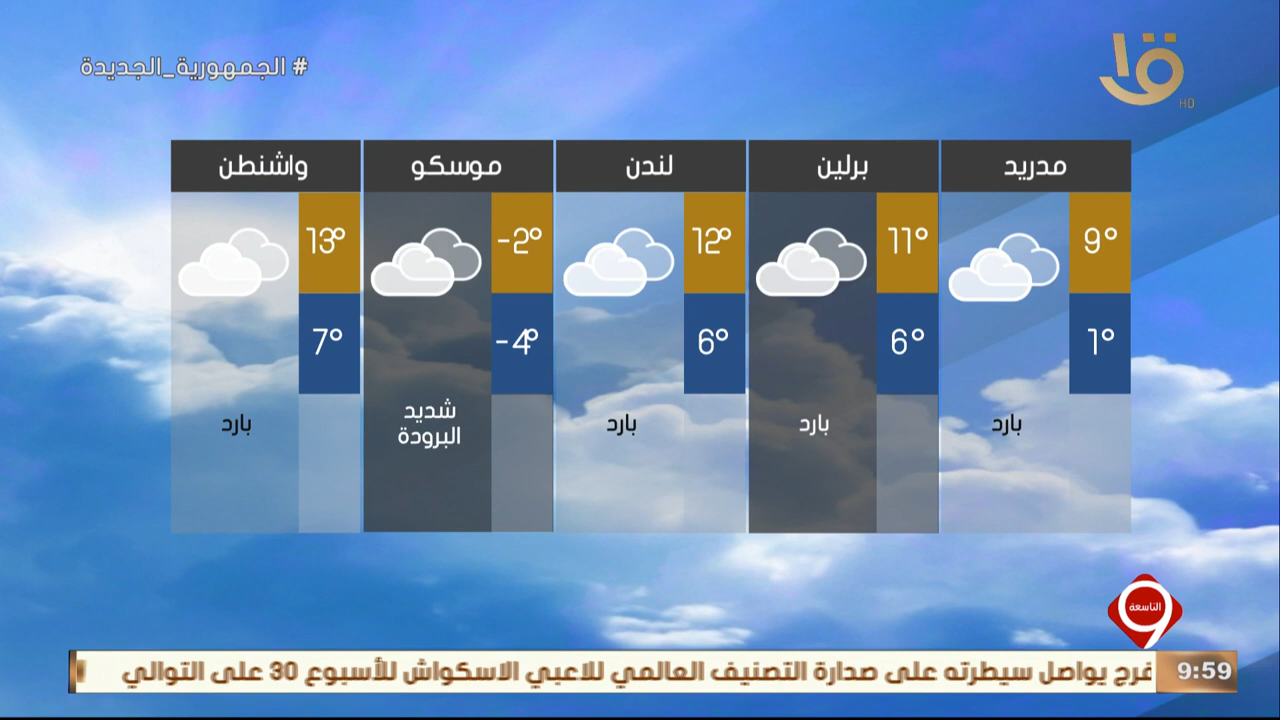 # الجمهورية_الجديدة
HD
مدريد
9°
1°
بارد
برلين
11°
6°
بارد
لندن
12°
6°
بارد
موسكو
-2°
-4°
شديد
البرودة
واشنطن
13°
7°
بارد
التاسعة
9
9:59
فرج يواصل سيطرته على صدارة التصنيف العالمي للاعبي الاسكواش للأسبوع 30 على التوالي